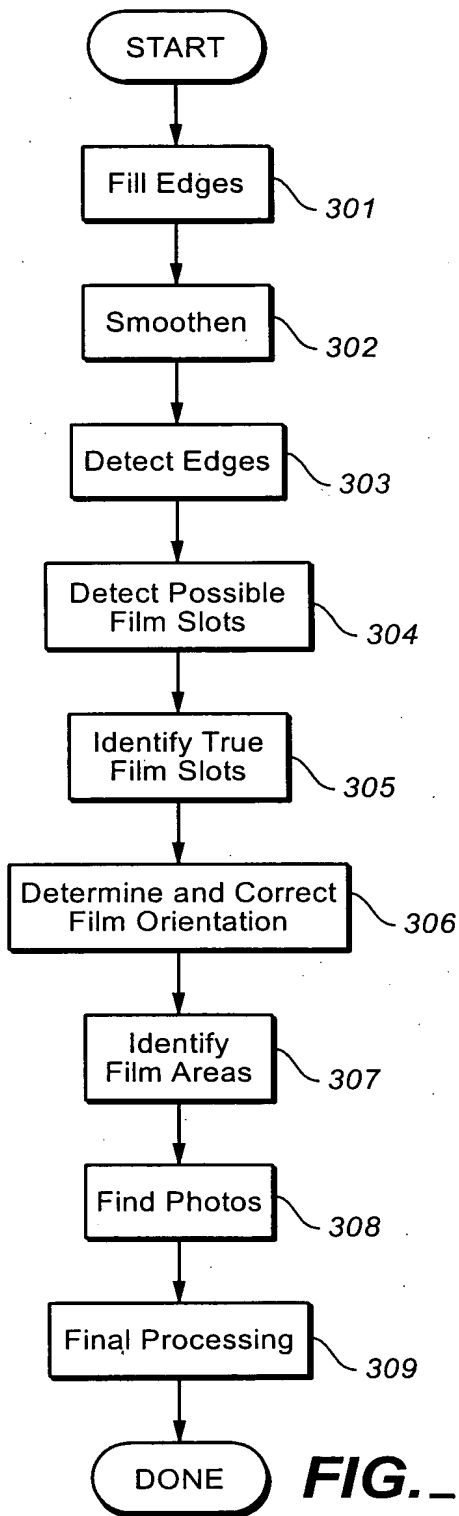 START
Fill Edges
301
Smoothen
302
Detect Edges
303
Detect Possible
Film Slots
304
Identify True
Film Slots
305
Determine and Correct
Film Orientation
306
Identify
Film Areas
307
Find Photos
308
Final Processing
309
DONE
FIG._